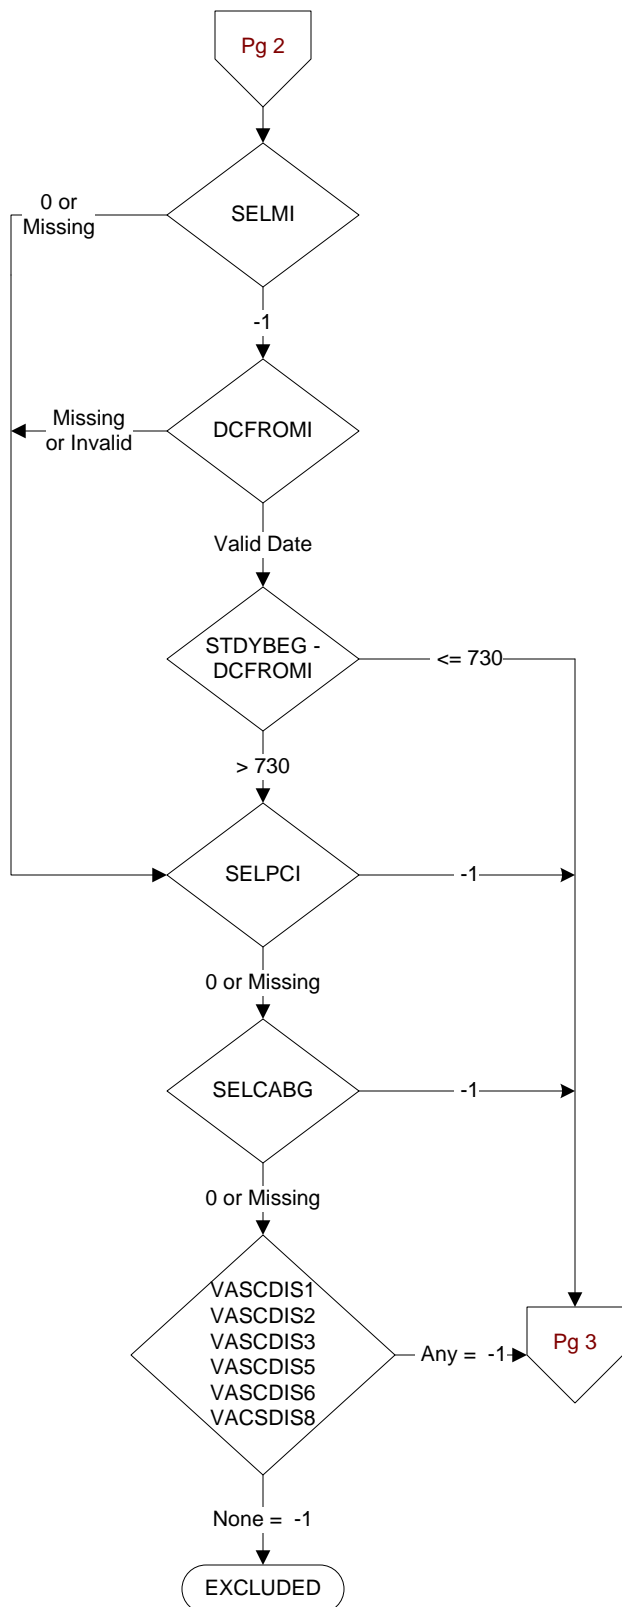 Pg 2
SELMI
0 or
Missing
-1
DCFROMI
Missing
or Invalid
Valid Date
STDYBEG -
DCFROMI
<= 730
> 730
SELPCI
-1
0 or Missing
SELCABG
-1
0 or Missing
VASCDIS1
VASCDIS2
VASCDIS3
VASCDIS5
VASCDIS6
VACSDIS8
Any =  -1
Pg 3
None =  -1
EXCLUDED